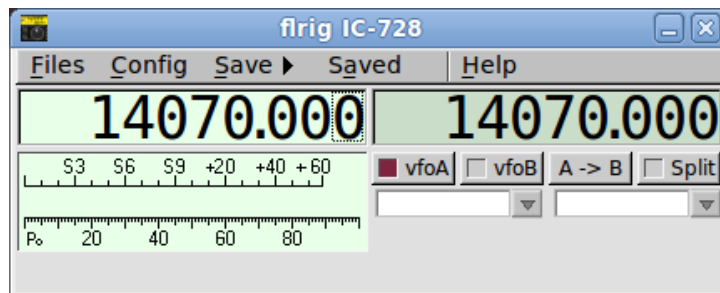 flrig IC-728
Files Config Save Saved Help
14070.000 14070.000
S3 S6 S9 +20 +40 +60
vfoA vfoB A -> B Split
Po 20 40 60 80